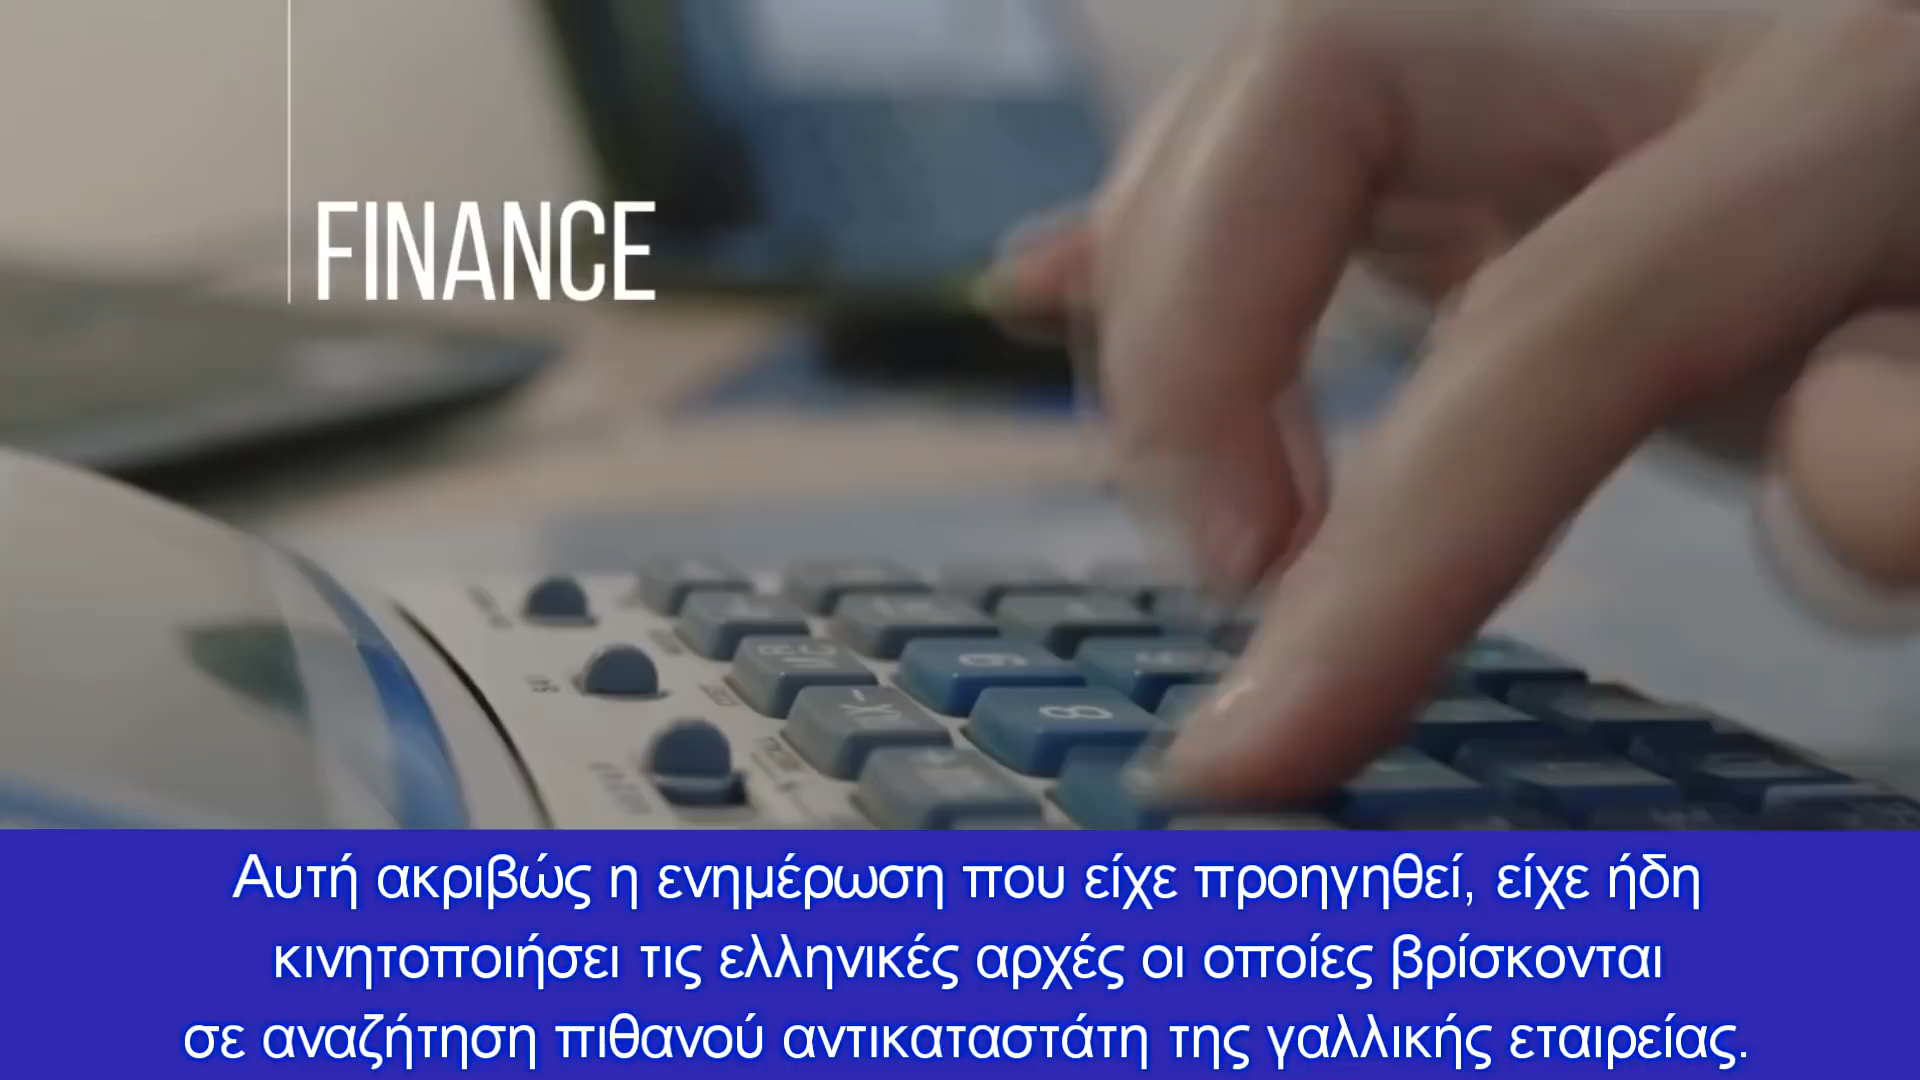 FINANCE
8
Αυτή ακριβώς η ενημέρωση που είχε προηγηθεί, είχε ήδη
κινητοποιήσει τις ελληνικές αρχές οι οποίες βρίσκονται
σε αναζήτηση πιθανού αντικαταστάτη της γαλλικής εταιρείας.